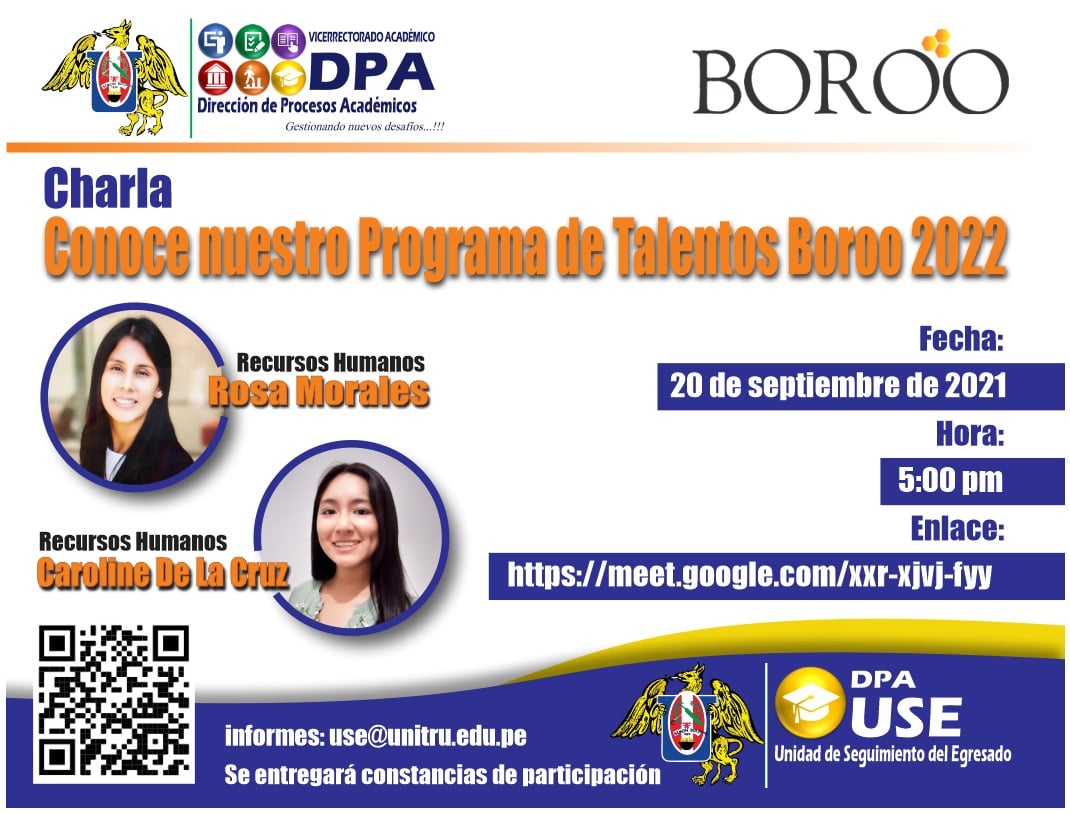 VICERRECTORADO ACADÉMICO
DPA
Dirección de Procesos Académicos
Gestionando nuevos desafíos...!!!
BOROO
Charla
Conoce nuestro Programa de Talentos Boroo 2022
Recursos Humanos
Rosa Morales
Recursos Humanos
Caroline De La Cruz
Fecha:
20 de septiembre de 2021
Hora:
5:00 pm
Enlace:
https://meet.google.com/xxr-xjvj-fyy
informes: use@unitru.edu.pe
Se entregará constancias de participación
DPA
USE
Unidad de Seguimiento del Egresado